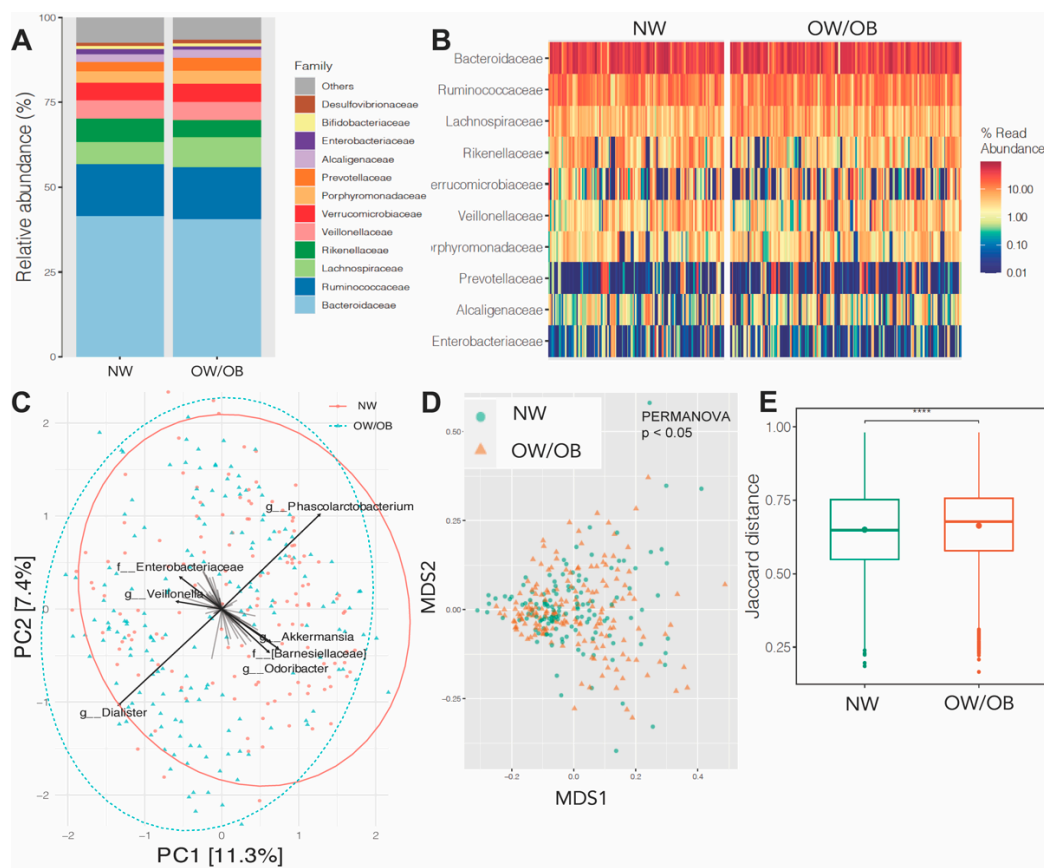 A
Relative abundance (%)
100
75
50
25
0
NW
OW/OB
Family
Others
Desulfovibrionaceae
Bifidobacteriaceae
Enterobacteriaceae
Alcaligenaceae
Prevotellaceae
Porphyromonadaceae
Verrucomicrobiaceae
Veillonellaceae
Rikenellaceae
Lachnospiraceae
Ruminococcaceae
Bacteroidaceae
B
NW
OW/OB
Bacteroidaceae
Ruminococcaceae
Lachnospiraceae
Rikenellaceae
errucomicrobiaceae
Veillonellaceae
orphyromonadaceae
Prevotellaceae
Alcaligenaceae
Enterobacteriaceae
% Read
Abundance
10.00
1.00
0.10
0.01
C
NW
OW/OB
PC2 [7.4%]
2
1
0
−1
−2
g__Phascolarctobacterium
f__Enterobacteriaceae
g__Veillonella
g__Akkermansia
f__[Barnesiellaceae]
g__Odoribacter
g__Dialister
−2
−1
0
1
2
PC1 [11.3%]
D
NW
OW/OB
PERMANOVA
p < 0.05
MDS2
0.50
0.25
0.00
-0.25
−0.2
0.0
0.2
0.4
MDS1
E
****
Jaccard distance
1.00
0.75
0.50
0.25
NW
OW/OB